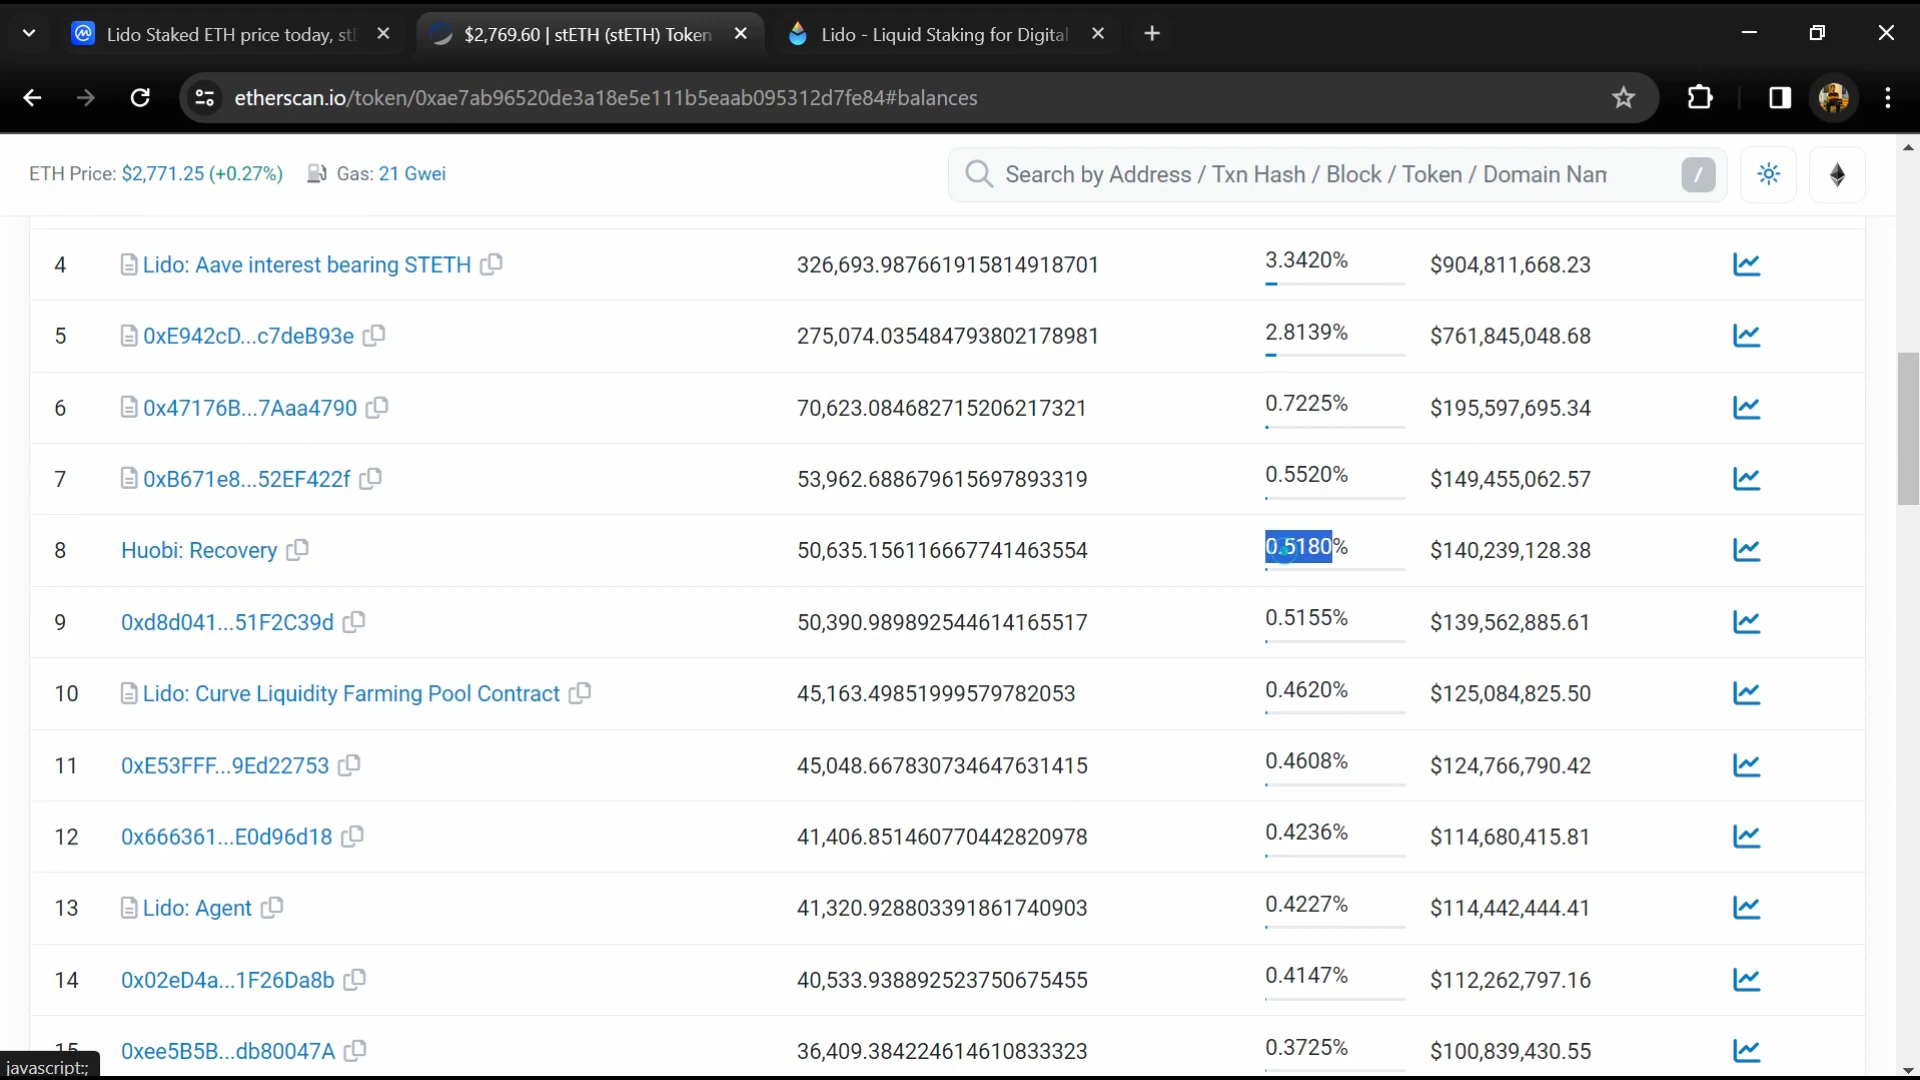 Lido Staked ETH price today, stE
$2,769.60 | stETH (stETH) Token
Lido - Liquid Staking for Digital
etherscan.io/token/0xae7ab96520de3a18e5e111b5eaab095312d7fe84#balances
ETH Price: $2,771.25 (+0.27%) Gas: 21 Gwei
Search by Address / Txn Hash / Block / Token / Domain Nam
/
4 Lido: Aave interest bearing STETH 326,693.987661915814918701 3.3420% $904,811,668.23
5 0xE942cD...c7deB93e 275,074.035484793802178981 2.8139% $761,845,048.68
6 0x47176B...7Aaa4790 70,623.084682715206217321 0.7225% $195,597,695.34
7 0xB671e8...52EF422f 53,962.688679615697893319 0.5520% $149,455,062.57
8 Huobi: Recovery 50,635.156116667741463554 0.5180% $140,239,128.38
9 0xd8d041...51F2C39d 50,390.989892544614165517 0.5155% $139,562,885.61
10 Lido: Curve Liquidity Farming Pool Contract 45,163.49851999579782053 0.4620% $125,084,825.50
11 0xE53FFF...9Ed22753 45,048.667830734647631415 0.4608% $124,766,790.42
12 0x666361...E0d96d18 41,406.851460770442820978 0.4236% $114,680,415.81
13 Lido: Agent 41,320.928803391861740903 0.4227% $114,442,444.41
14 0x02eD4a...1F26Da8b 40,533.938892523750675455 0.4147% $112,262,797.16
15 0xee5B5B...db80047A 36,409.384224614610833323 0.3725% $100,839,430.55
javascript:;